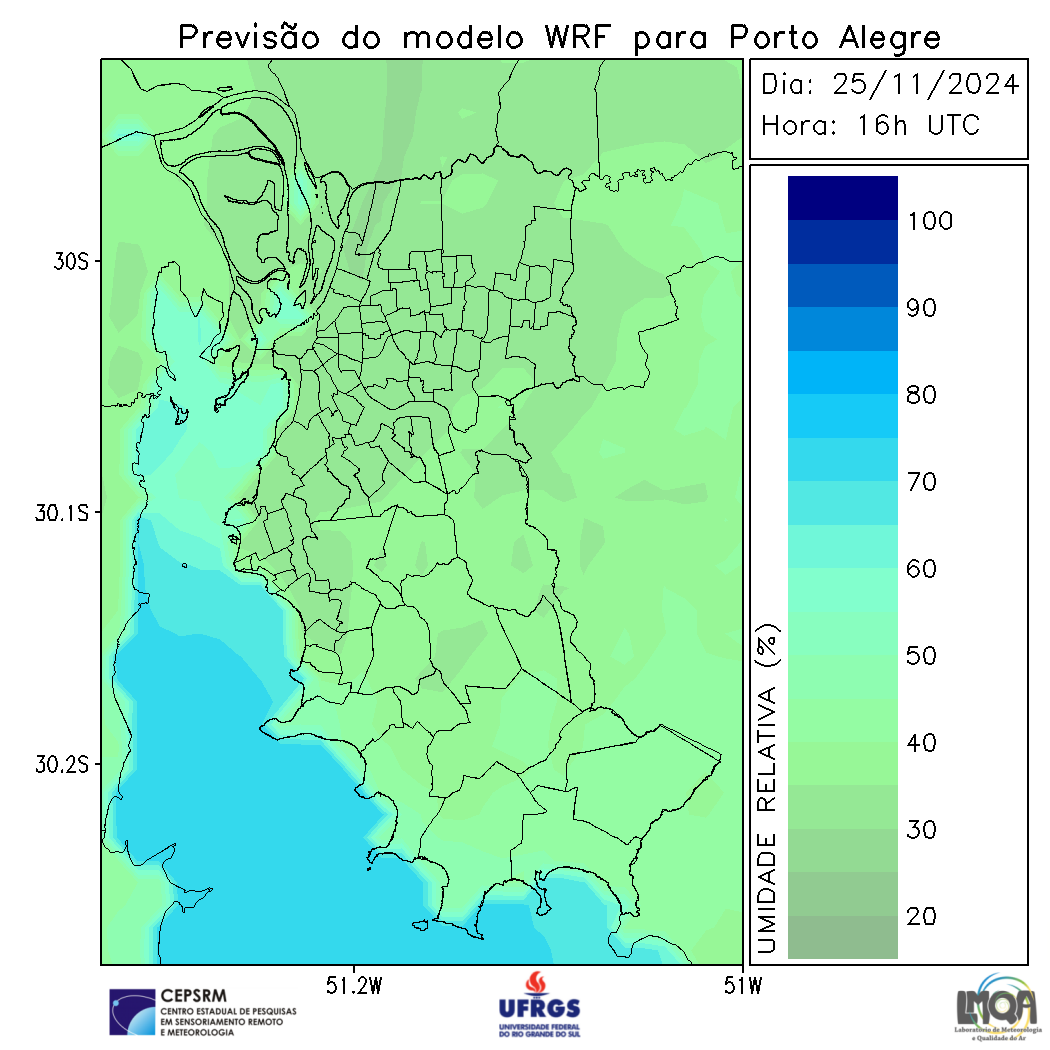 Previsão do modelo WRF para Porto Alegre
Dia: 25/11/2024
Hora: 16h UTC
30S
30.1S
30.2S
51.2W
51W
100
90
80
70
60
50
40
30
20
UMIDADE RELATIVA (%)
CEPSRM
CENTRO ESTADUAL DE PESQUISAS
EM SENSORIAMENTO REMOTO
E METEOROLOGIA
UFRGS
UNIVERSIDADE FEDERAL
DO RIO GRANDE DO SUL
LMQA
Laboratório de Meteorologia
e Qualidade do Ar